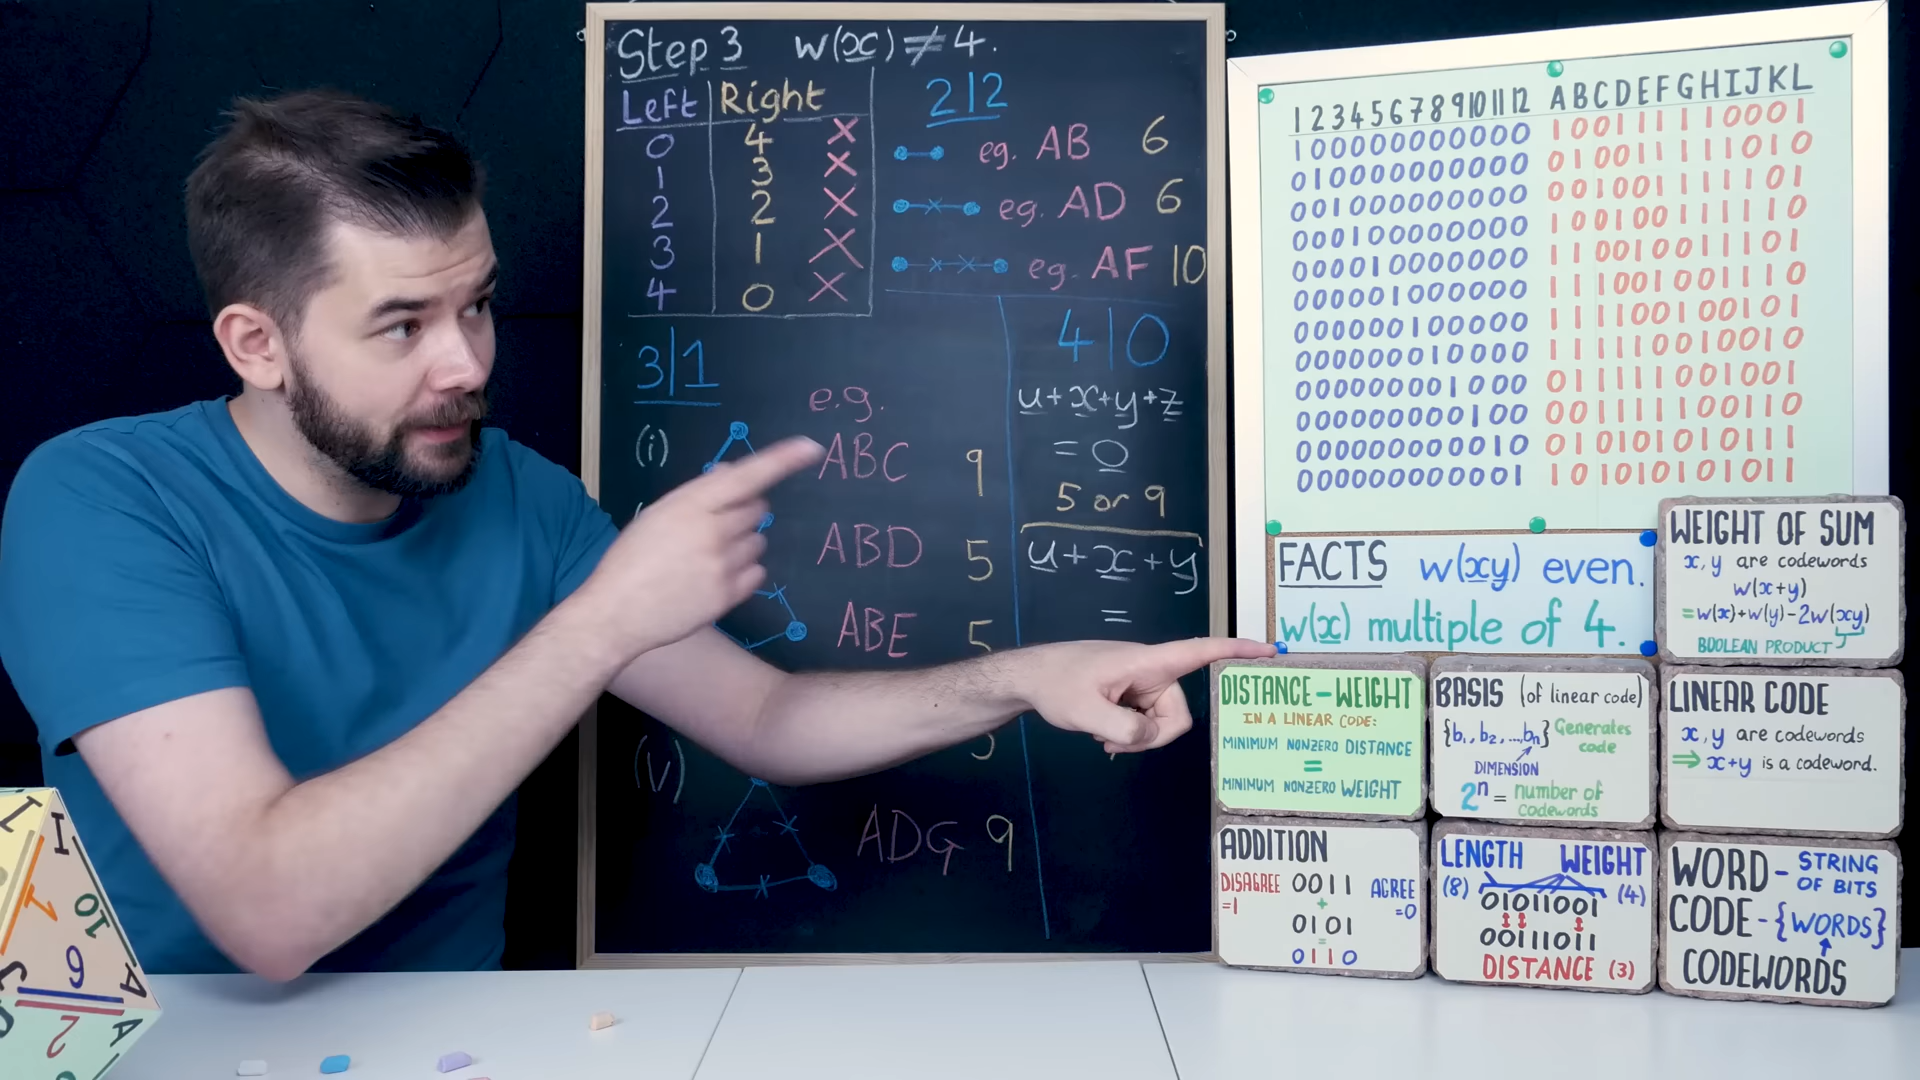 Step 3 w(x) ≠ 4.
Left Right
0 4 ×
1 3 ×
2 2 ×
3 1 ×
4 0 ×
2|2
eg. AB 6
eg. AD 6
eg. AF 10
3|1
e.g.
(i) ABC 9
ABD 5
ABE 5
(V) ADG 9
4|0
u+x+y+z
= 0
5 or 9
u+x+y
=
1 2 3 4 5 6 7 8 9 10 11 12 A B C D E F G H I J K L
100000000000 100111110001
010000000000 010011111010
001000000000 001001111101
000100000000 100100111110
000010000000 110010011101
000001000000 111001001110
000000100000 111100100101
000000010000 111110010010
000000001000 011111001001
000000000100 001111100110
000000000010 010101010111
000000000001 101010101011
FACTS w(xy) even.
w(x) multiple of 4.
WEIGHT OF SUM
x, y are codewords
w(x+y)
=w(x)+w(y)-2w(xy)
BOOLEAN PRODUCT
DISTANCE-WEIGHT
IN A LINEAR CODE:
MINIMUM NONZERO DISTANCE
=
MINIMUM NONZERO WEIGHT
BASIS (of linear code)
{b₁, b₂, ..., bₙ} Generates code
DIMENSION
2ⁿ = number of codewords
LINEAR CODE
x, y are codewords
⇒ x+y is a codeword.
ADDITION
DISAGREE =1
0011
+
0101
=
0110
AGREE =0
LENGTH WEIGHT
(8) (4)
01011001
00111011
DISTANCE (3)
WORD - STRING OF BITS
CODE - {WORDS}
CODEWORDS
1
I
10
6
A
2
A